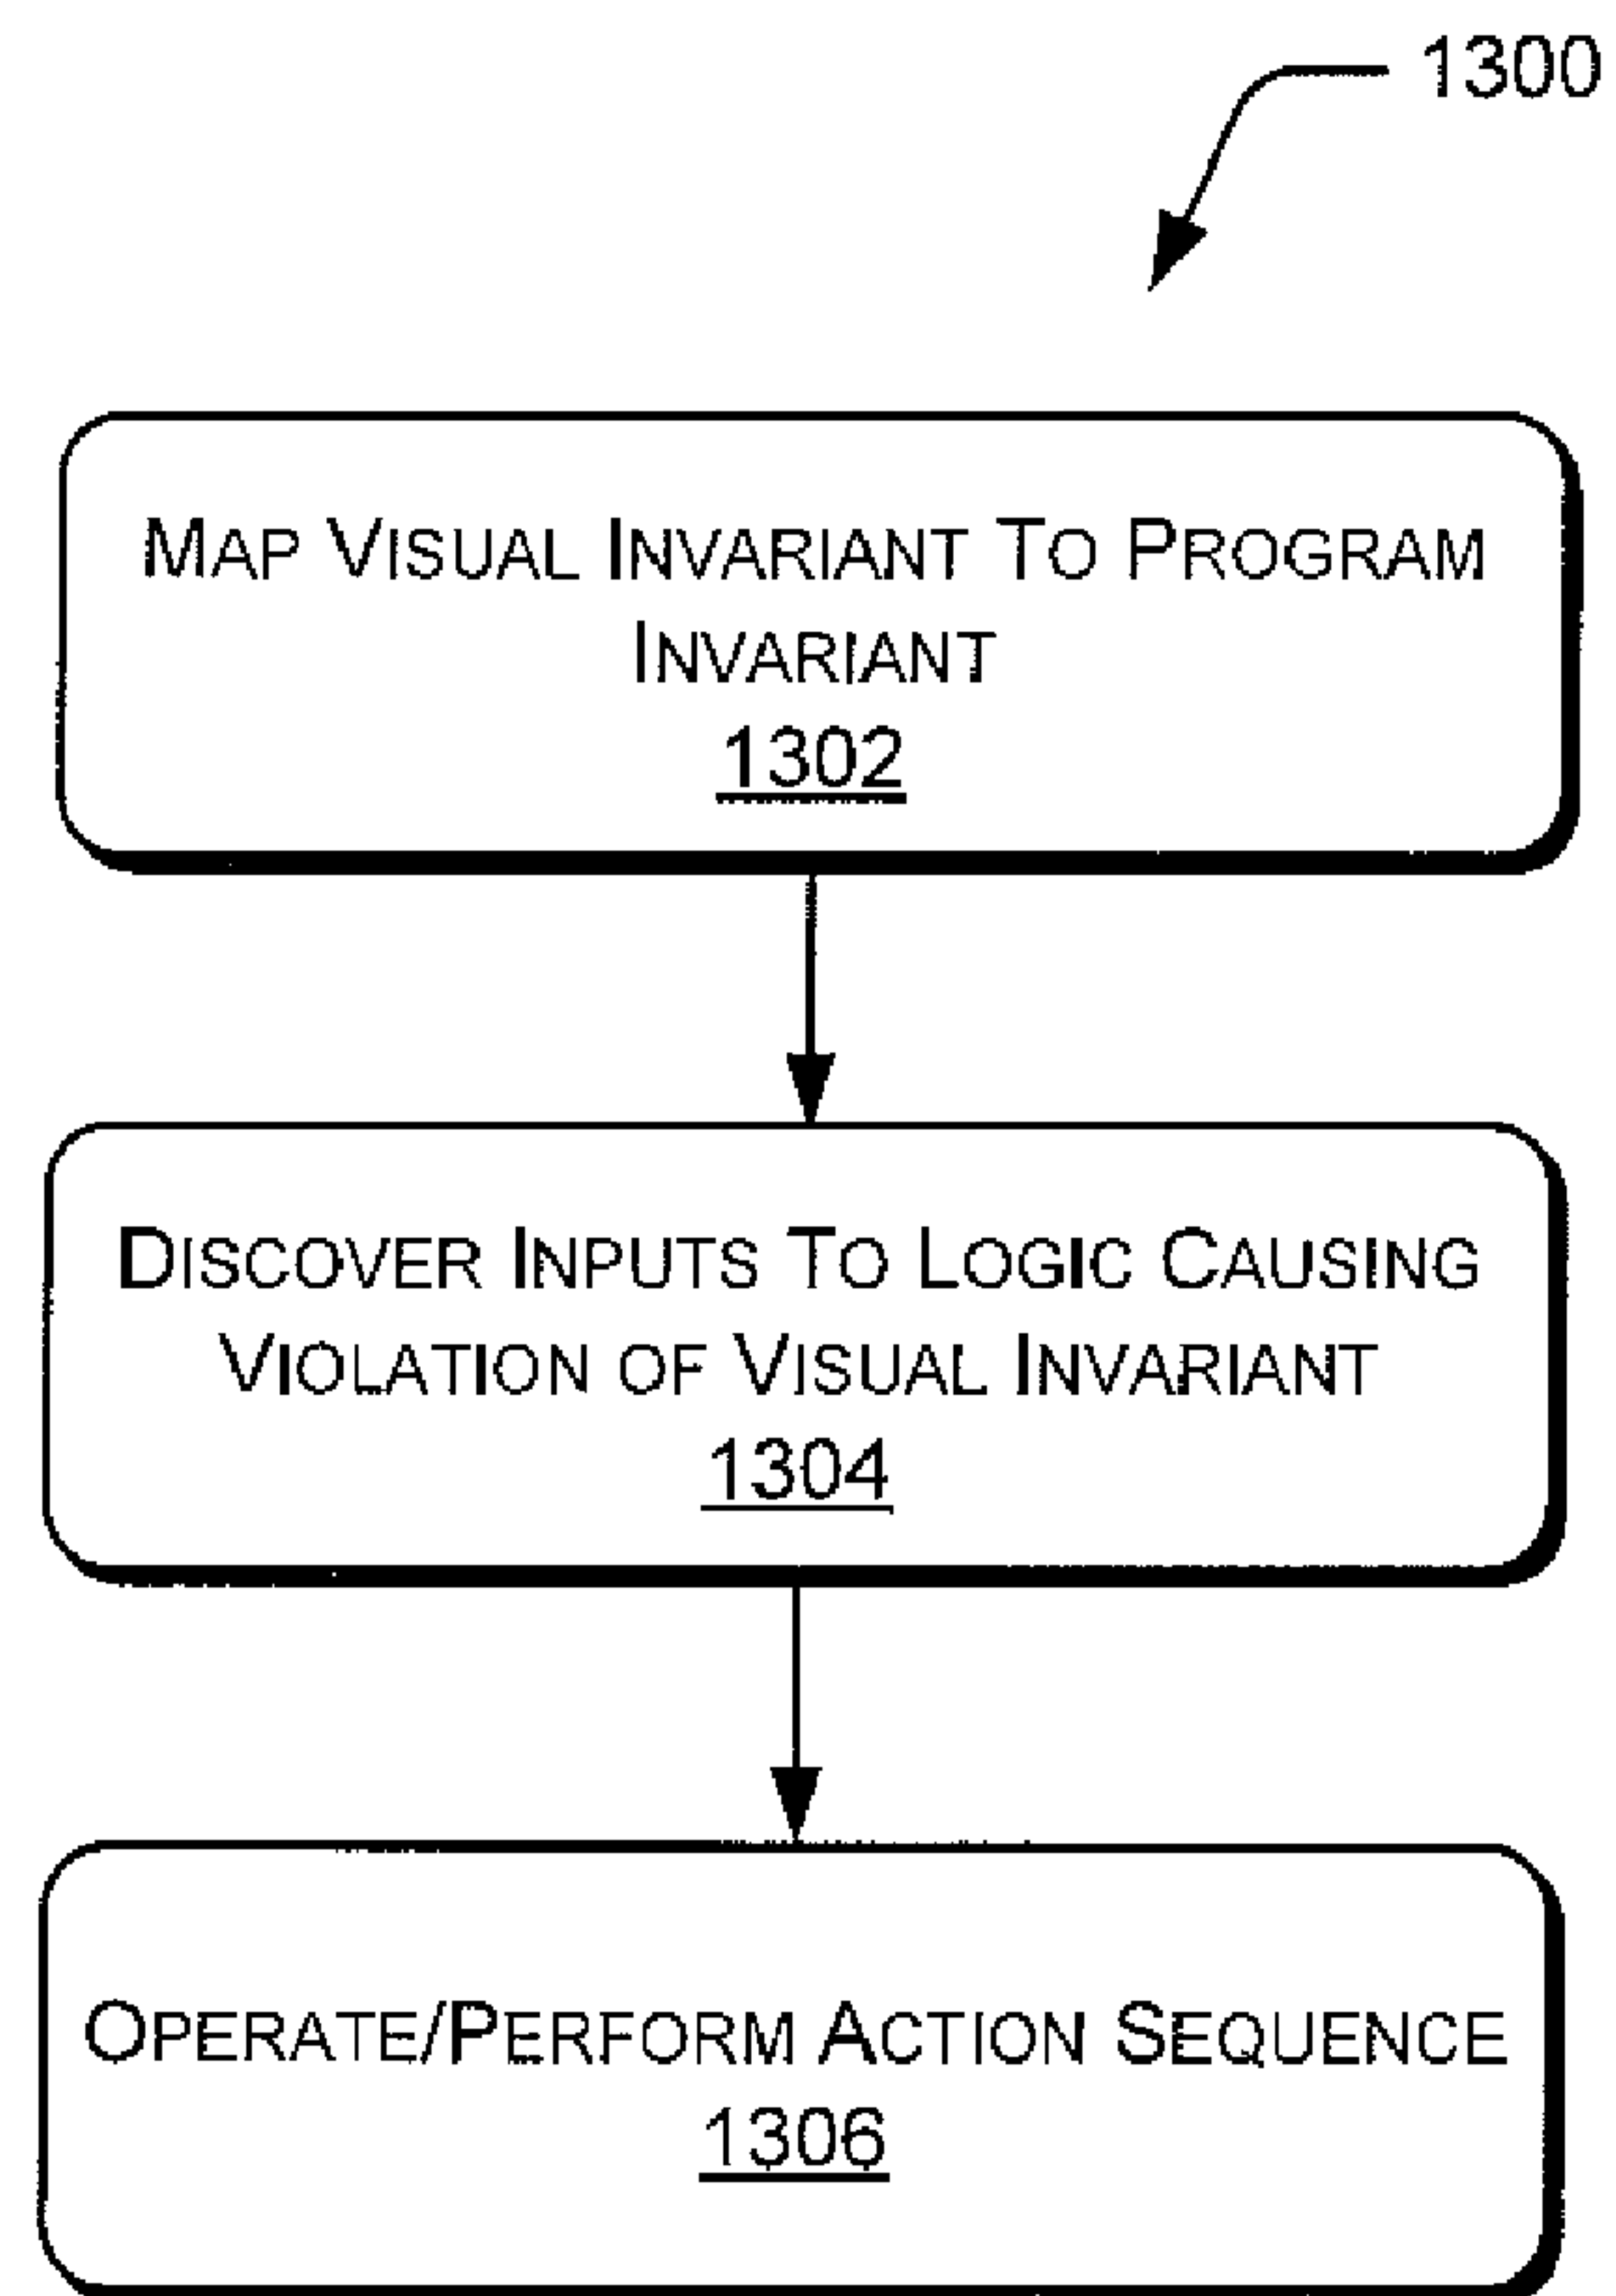 1300
MAP VISUAL INVARIANT TO PROGRAM
INVARIANT
1302
DISCOVER INPUTS TO LOGIC CAUSING
VIOLATION OF VISUAL INVARIANT
1304
OPERATE/PERFORM ACTION SEQUENCE
1306